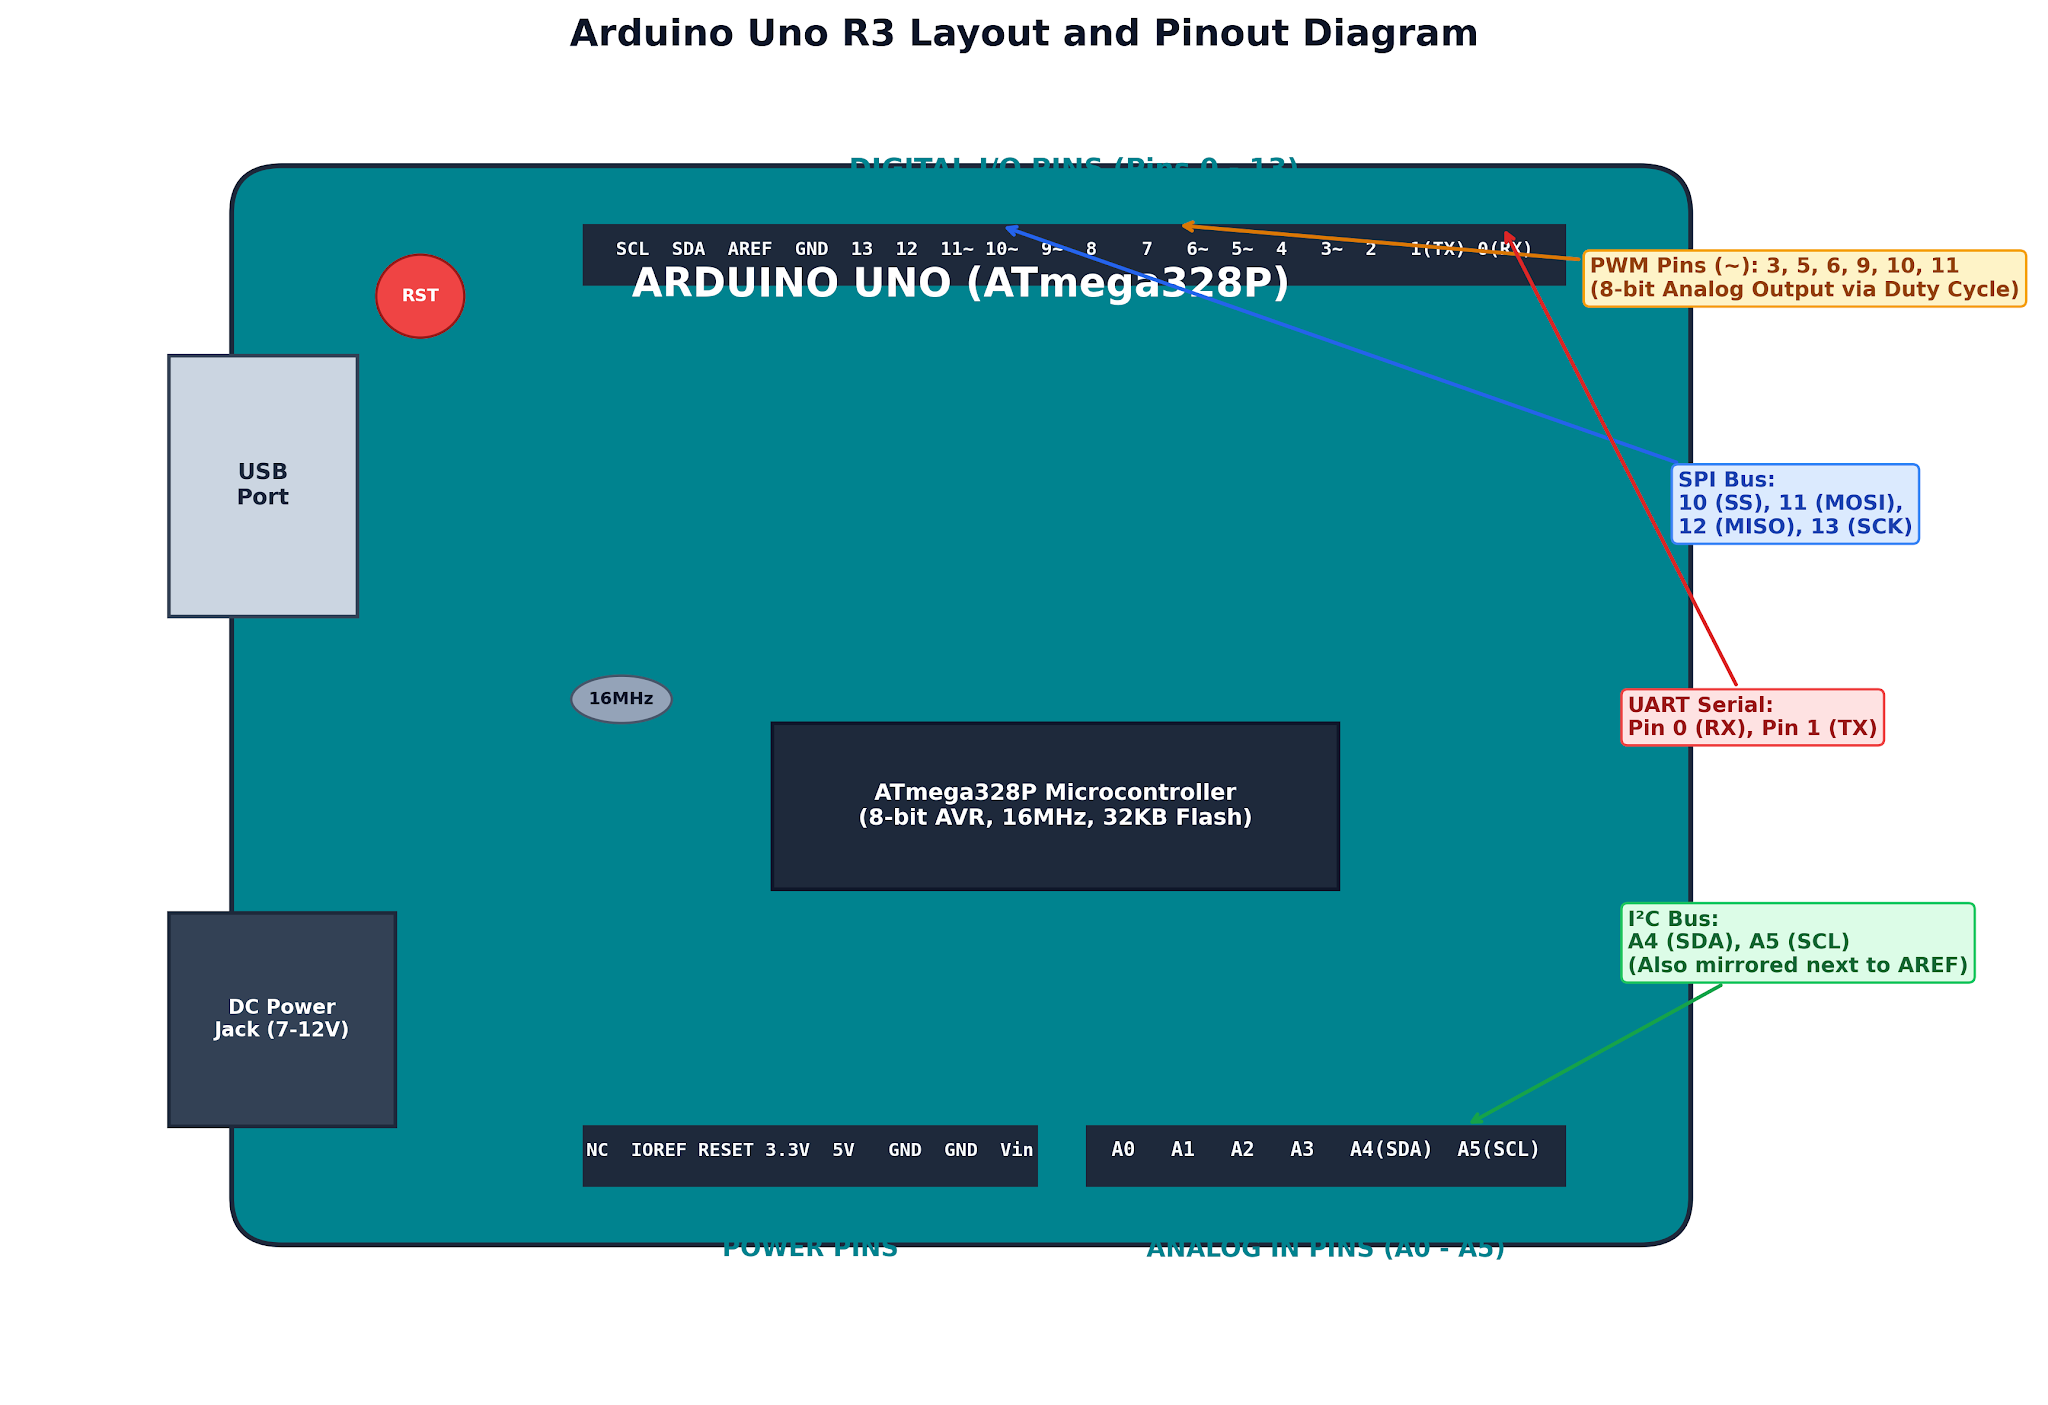 Arduino Uno R3 Layout and Pinout Diagram
DIGITAL I/O PINS (Pins 0 - 13)
SCL SDA AREF GND 13 12 11~ 10~ 9~ 8 7 6~ 5~ 4 3~ 2 1(TX) 0(RX)
ARDUINO UNO (ATmega328P)
RST
PWM Pins (~): 3, 5, 6, 9, 10, 11
(8-bit Analog Output via Duty Cycle)
USB
Port
SPI Bus:
10 (SS), 11 (MOSI),
12 (MISO), 13 (SCK)
16MHz
UART Serial:
Pin 0 (RX), Pin 1 (TX)
ATmega328P Microcontroller
(8-bit AVR, 16MHz, 32KB Flash)
I²C Bus:
A4 (SDA), A5 (SCL)
(Also mirrored next to AREF)
DC Power
Jack (7-12V)
NC IOREF RESET 3.3V 5V GND GND Vin
A0 A1 A2 A3 A4(SDA) A5(SCL)
POWER PINS
ANALOG IN PINS (A0 - A5)